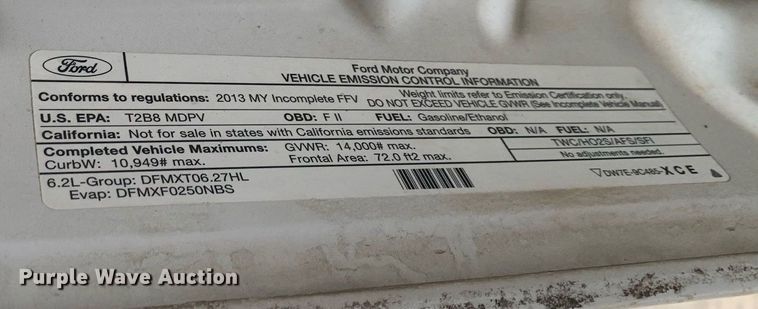 Ford
Ford Motor Company
VEHICLE EMISSION CONTROL INFORMATION
Conforms to regulations: 2013 MY Incomplete FFV
Weight limits refer to Emission Certification only.
DO NOT EXCEED VEHICLE GVWR (See Incomplete Vehicle Manual)
U.S. EPA: T2B8 MDPV OBD: F II FUEL: Gasoline/Ethanol
California: Not for sale in states with California emissions standards OBD: N/A FUEL: N/A
Completed Vehicle Maximums: GVWR: 14,000# max.
CurbW: 10,949# max. Frontal Area: 72.0 ft2 max.
TWC/HO2S/AFS/SFI
No adjustments needed.
6.2L-Group: DFMXT06.27HL
Evap: DFMXF0250NBS
DW7E-9C485-XCE
Purple Wave Auction